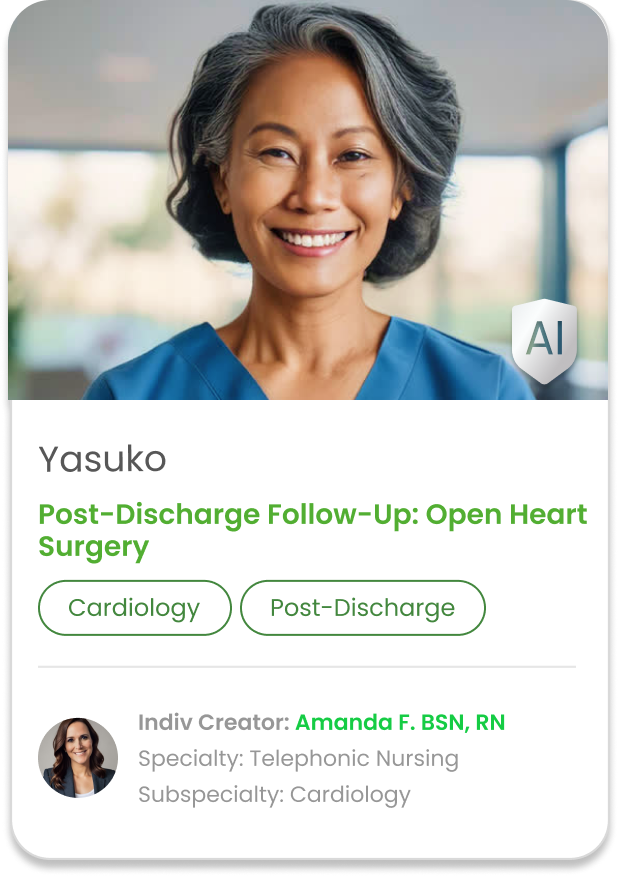 AI
Yasuko
Post-Discharge Follow-Up: Open Heart
Surgery
Cardiology
Post-Discharge
Indiv Creator: Amanda F. BSN, RN
Specialty: Telephonic Nursing
Subspecialty: Cardiology